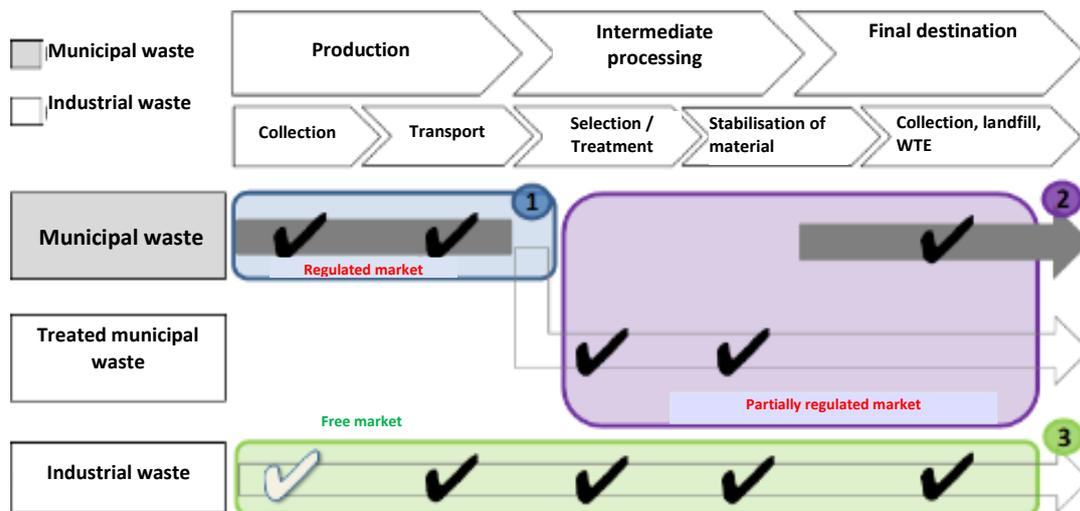 Municipal waste
Industrial waste
Production
Intermediate
processing
Final destination
Collection
Transport
Selection /
Treatment
Stabilisation of
material
Collection, landfill,
WTE
Municipal waste
1
2
Regulated market
Treated municipal
waste
Partially regulated market
Free market
Industrial waste
3